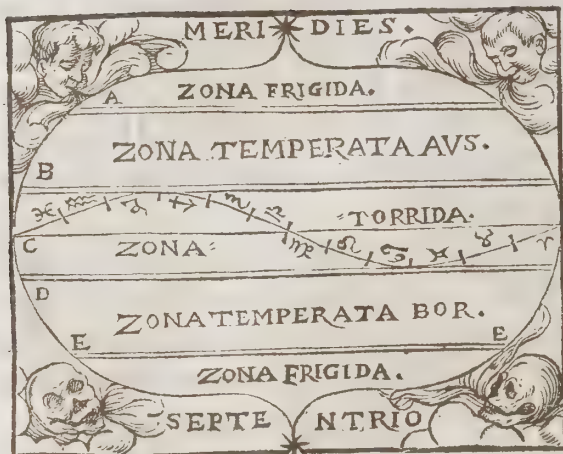 MERI DIES.
A ZONA FRIGIDA.
ZONA TEMPERATA AVS.
B
♓ ♒ ♑ ♐ ♏ ♎
TORRIDA.
C ZONA
♍ ♌ ♋ ♊ ♉ ♈
D
ZONA TEMPERATA BOR.
E E
ZONA FRIGIDA.
SEPTE NTRIO